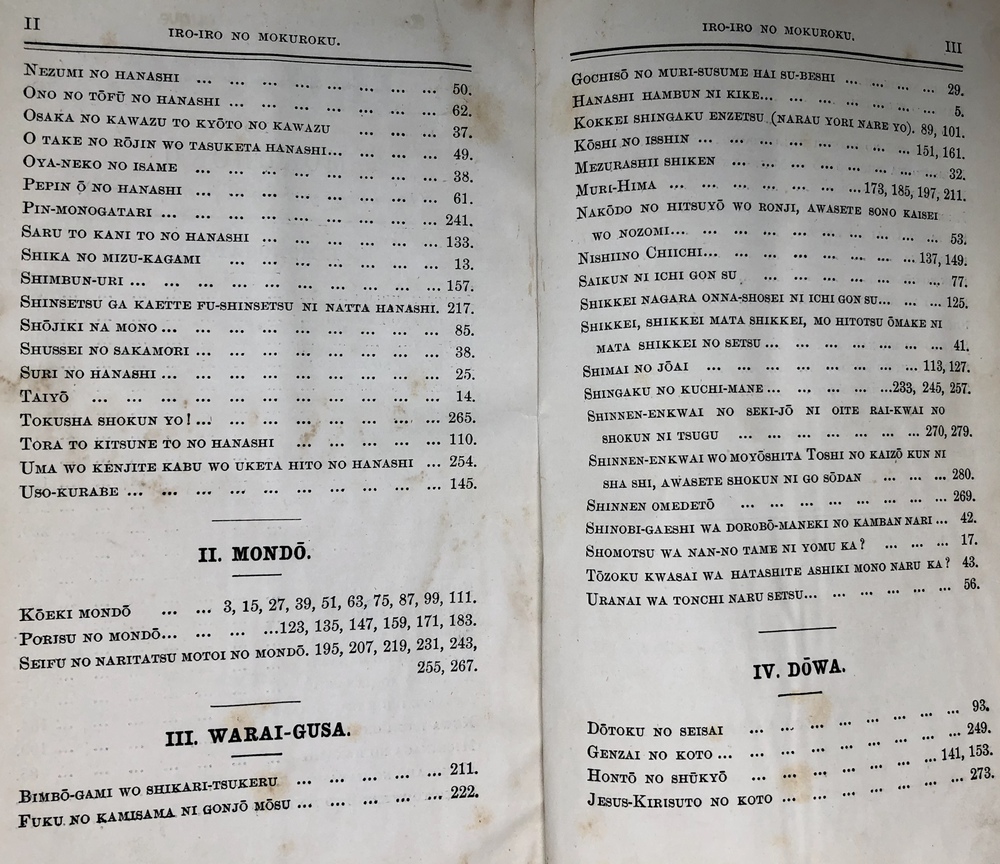 II
IRO-IRO NO MOKUROKU.
NEZUMI NO HANASHI ... ... ... ... ... ... ... 50.
ONO NO TŌFŪ NO HANASHI ... ... ... ... ... ... 62.
OSAKA NO KAWAZU TO KYŌTO NO KAWAZU ... ... ... 37.
O TAKE NO RŌJIN WO TASUKETA HANASHI... ... ... ... 49.
OYA-NEKO NO ISAME ... ... ... ... ... ... ... 38.
PEPIN Ō NO HANASHI ... ... ... ... ... ... ... 61.
PIN-MONOGATARI ... ... ... ... ... ... ... ... 241.
SARU TO KANI TO NO HANASHI ... ... ... ... ... 133.
SHIKA NO MIZU-KAGAMI ... ... ... ... ... ... 13.
SHIMBUN-URI ... ... ... ... ... ... ... ... ... 157.
SHINSETSU GA KAETTE FU-SHINSETSU NI NATTA HANASHI. 217.
SHŌJIKI NA MONO ... ... ... ... ... ... ... ... 85.
SHUSSEI NO SAKAMORI ... ... ... ... ... ... ... 38.
SURI NO HANASHI ... ... ... ... ... ... ... ... 25.
TAIYŌ ... ... ... ... ... ... ... ... ... ... 14.
TOKUSHA SHOKUN YO! ... ... ... ... ... ... ... 265.
TORA TO KITSUNE TO NO HANASHI ... ... ... ... ... 110.
UMA WO KENJITE KABU WO UKETA HITO NO HANASHI ... 254.
USO-KURABE ... ... ... ... ... ... ... ... ... 145.
II. MONDŌ.
KŌEKI MONDŌ ... ... 3, 15, 27, 39, 51, 63, 75, 87, 99, 111.
PORISU NO MONDŌ... ... ... ... ...123, 135, 147, 159, 171, 183.
SEIFU NO NARITATSU MOTOI NO MONDŌ. 195, 207, 219, 231, 243,
255, 267.
III. WARAI-GUSA.
BIMBŌ-GAMI WO SHIKARI-TSUKERU ... ... ... ... ... 211.
FUKU NO KAMISAMA NI GONJŌ MŌSU ... ... ... ... ... 222.
IRO-IRO NO MOKUROKU.
III
GOCHISŌ NO MURI-SUSUME HAI SU-BESHI ... ... ... ... 29.
HANASHI HAMBUN NI KIKE... ... ... ... ... ... ... 5.
KOKKEI SHINGAKU ENZETSU (NARAU YORI NARE YO). 89, 101.
KŌSHI NO ISSHIN ... ... ... ... ... ... ... ... 151, 161.
MEZURASHII SHIKEN ... ... ... ... ... ... ... 32.
MURI-HIMA ... ... ... ... ... ... ...173, 185, 197, 211.
NAKŌDO NO HITSUYŌ WO RONJI, AWASETE SONO KAISEI
WO NOZOMI... ... ... ... ... ... ... ... ... 53.
NISHIINO CHIICHI... ... ... ... ... ... ... ... 137, 149.
SAIKUN NI ICHI GON SU ... ... ... ... ... ... 77.
SHIKKEI NAGARA ONNA-SHOSEI NI ICHI GON SU... ... ... 125.
SHIKKEI, SHIKKEI MATA SHIKKEI, MO HITOTSU ŌMAKE NI
MATA SHIKKEI NO SETSU ... ... ... ... ... ... ... 41.
SHIMAI NO JŌAI ... ... ... ... ... ... ... ... 113, 127.
SHINGAKU NO KUCHI-MANE ... ... ... ... ...233, 245, 257.
SHINNEN-ENKWAI NO SEKI-JŌ NI OITE RAI-KWAI NO
SHOKUN NI TSUGU ... ... ... ... ... ... ... 270, 279.
SHINNEN-ENKWAI WO MOYŌSHITA TOSHI NO KAIZŌ KUN NI
SHA SHI, AWASETE SHOKUN NI GO SŌDAN ... ... ... 280.
SHINNEN OMEDETŌ ... ... ... ... ... ... ... ... 269.
SHINOBI-GAESHI WA DOROBŌ-MANEKI NO KAMBAN NARI ... 42.
SHOMOTSU WA NAN-NO TAME NI YOMU KA? ... ... ... 17.
TŌZOKU KWASAI WA HATASHITE ASHIKI MONO NARU KA? 43.
URANAI WA TONCHI NARU SETSU... ... ... ... ... ... 56.
IV. DŌWA.
DŌTOKU NO SEISAI ... ... ... ... ... ... ... ... 93.
GENZAI NO KOTO ... ... ... ... ... ... ... ... ... 249.
HONTŌ NO SHŪKYŌ ... ... ... ... ... ... ... 141, 153.
JESUS-KIRISUTO NO KOTO ... ... ... ... ... ... ... 273.